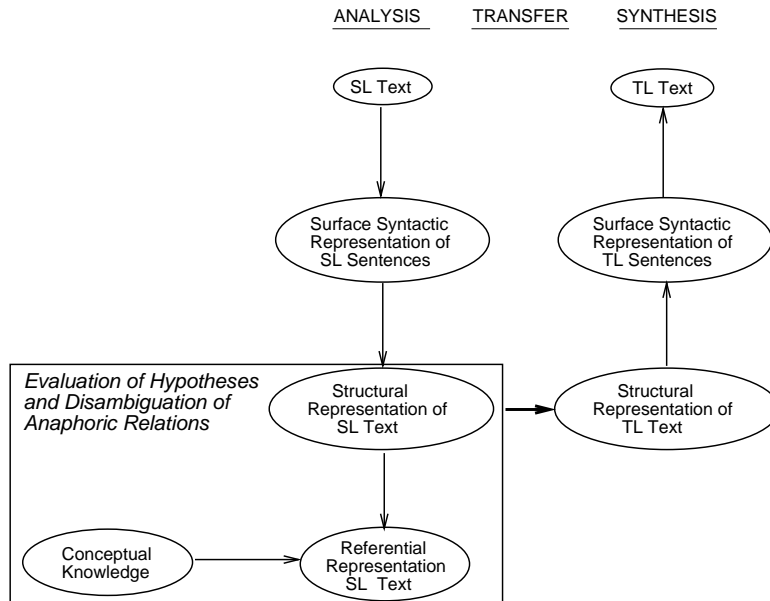 ANALYSIS TRANSFER SYNTHESIS
SL Text
TL Text
Surface Syntactic
Representation of
SL Sentences
Surface Syntactic
Representation of
TL Sentences
Evaluation of Hypotheses
and Disambiguation of
Anaphoric Relations
Structural
Representation of
SL Text
Structural
Representation of
TL Text
Conceptual
Knowledge
Referential
Representation
SL Text